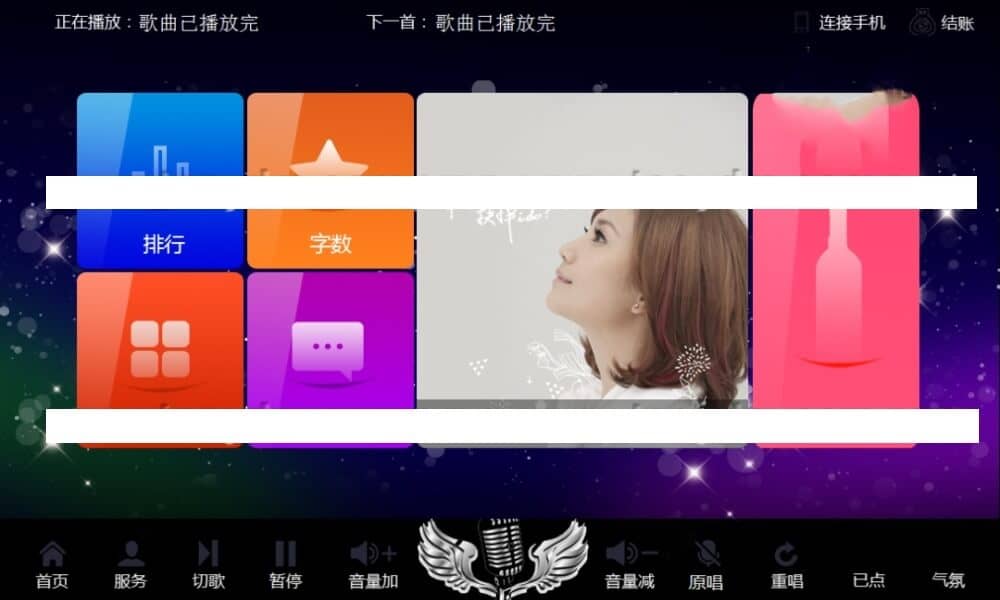 正在播放：歌曲已播放完
下一首：歌曲已播放完
连接手机
结账
排行
字数
首页
服务
切歌
暂停
音量加
音量减
原唱
重唱
已点
气氛